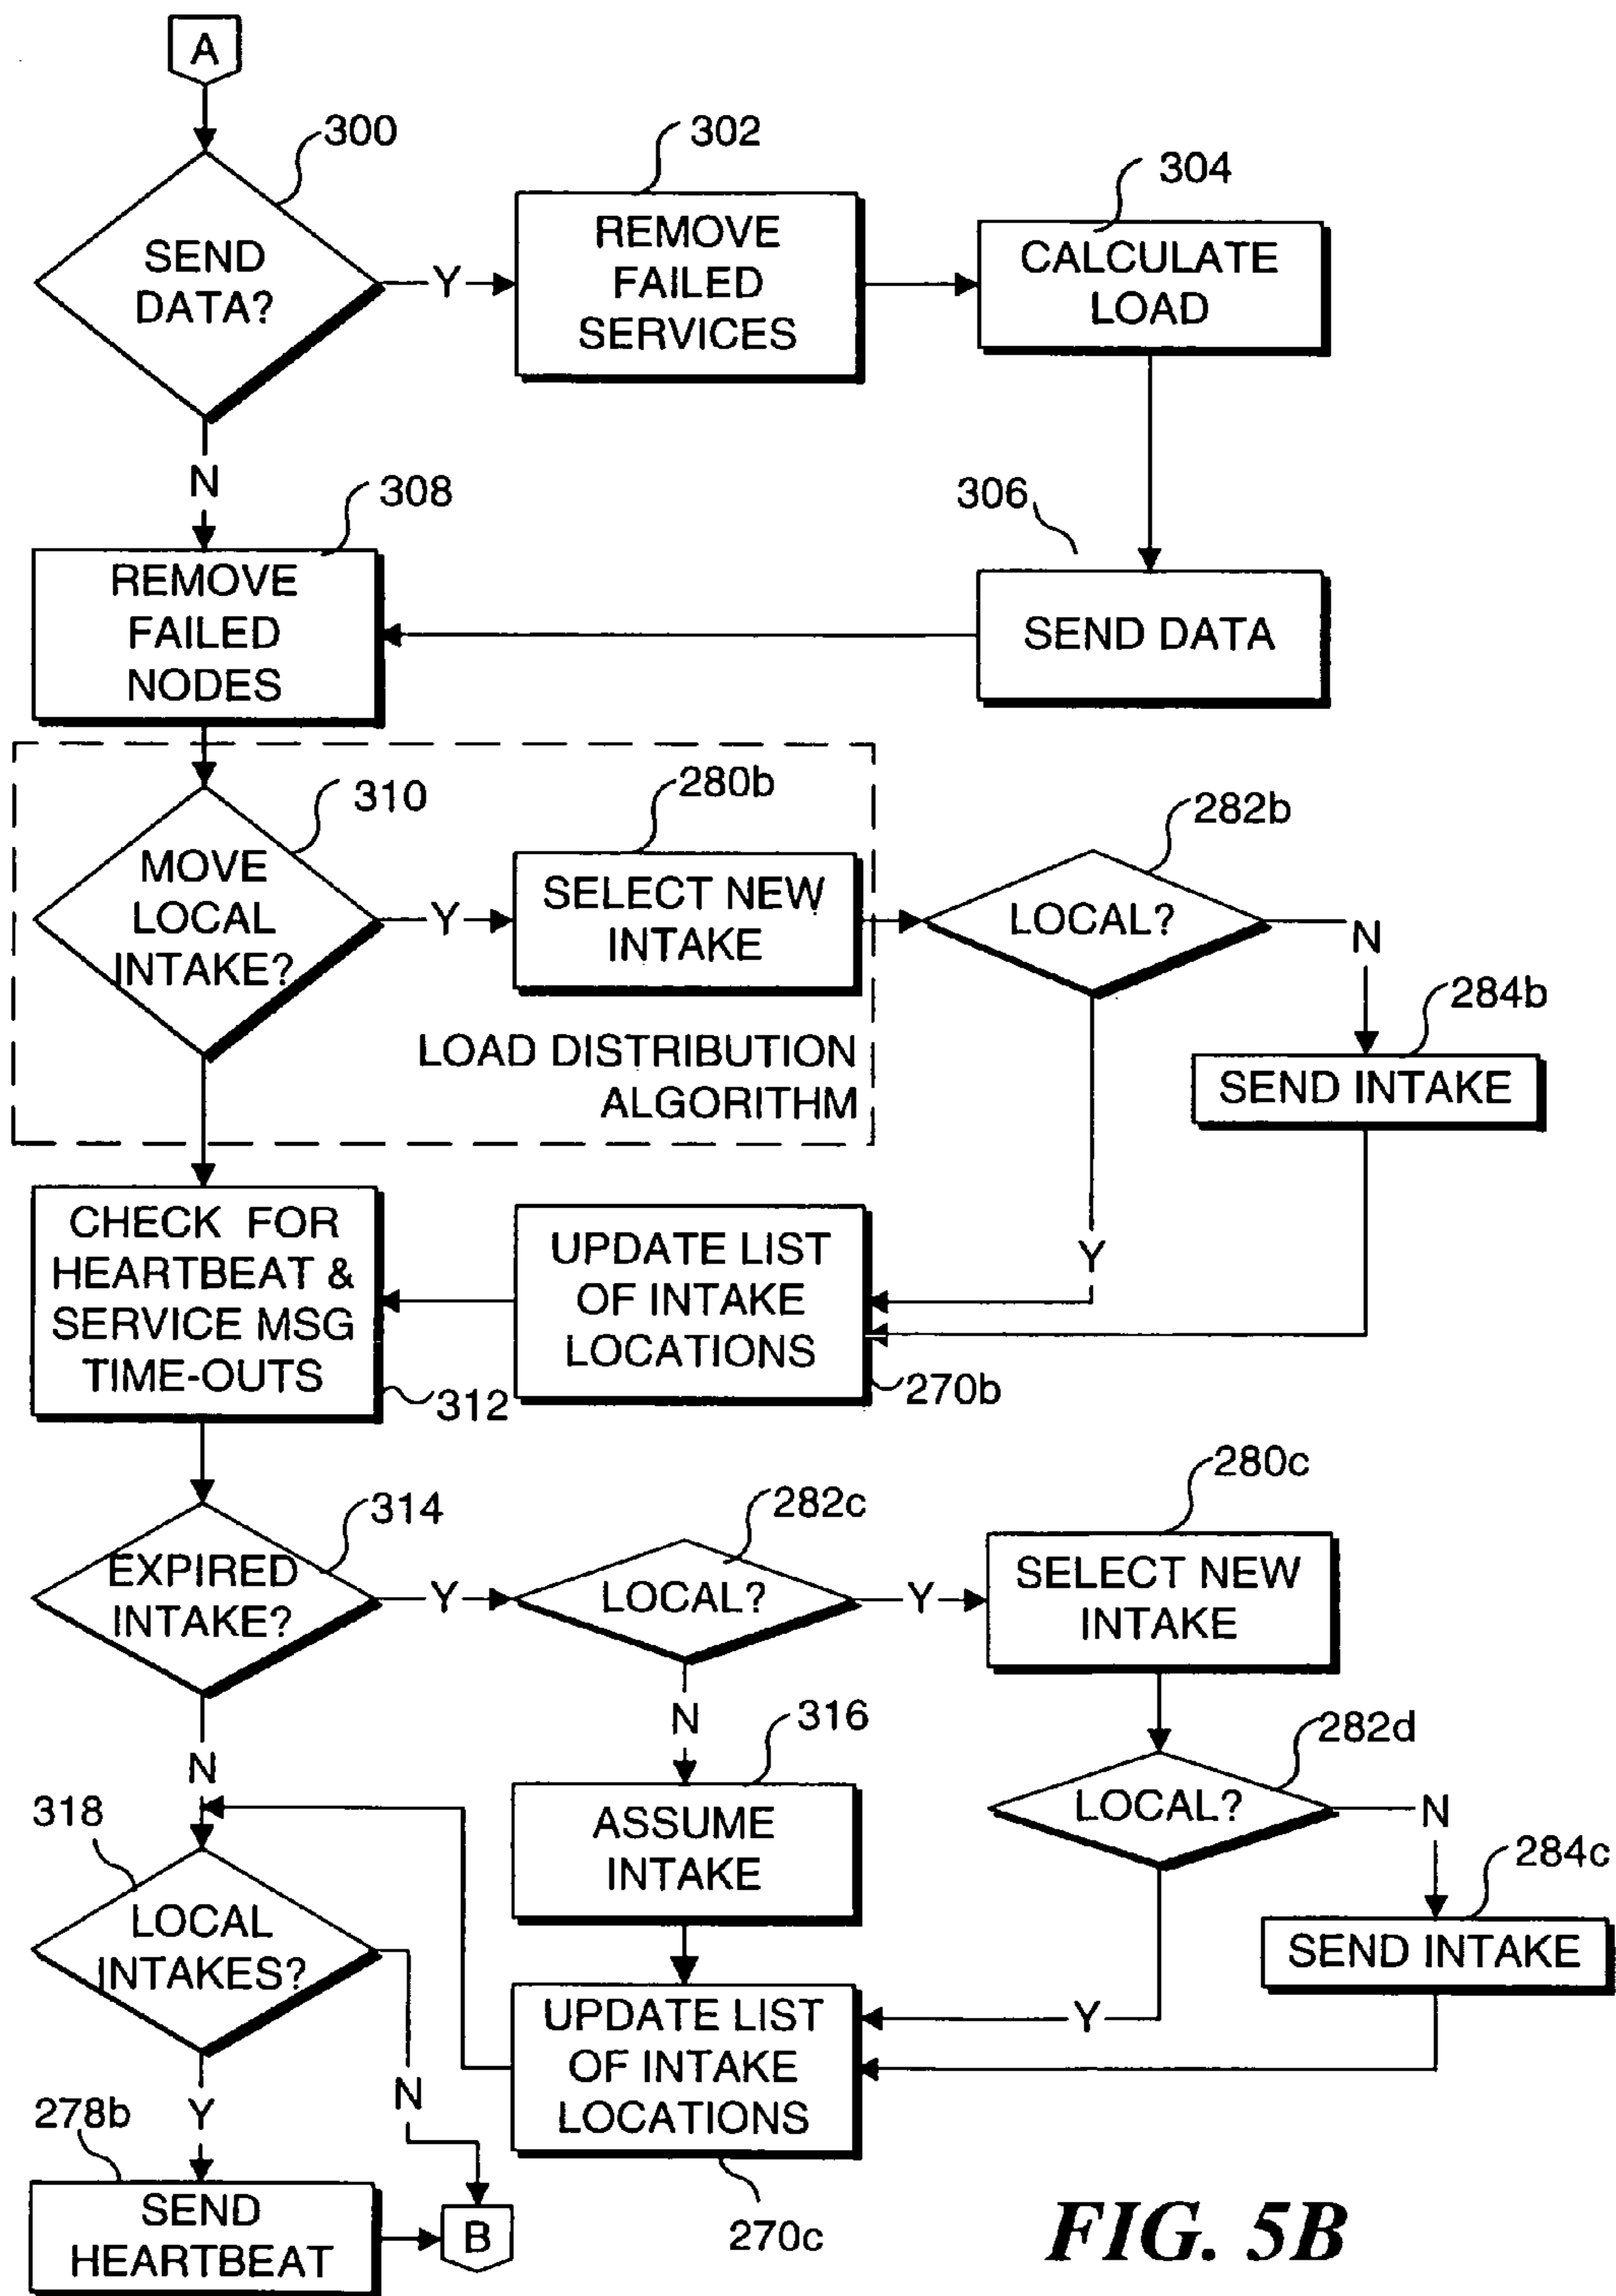 A
300
SEND
DATA?
Y
302
REMOVE
FAILED
SERVICES
304
CALCULATE
LOAD
N
308
REMOVE
FAILED
NODES
306
SEND DATA
310
MOVE
LOCAL
INTAKE?
Y
280b
SELECT NEW
INTAKE
LOAD DISTRIBUTION
ALGORITHM
282b
LOCAL?
N
284b
SEND INTAKE
Y
CHECK FOR
HEARTBEAT &
SERVICE MSG
TIME-OUTS
312
UPDATE LIST
OF INTAKE
LOCATIONS
270b
314
EXPIRED
INTAKE?
Y
282c
LOCAL?
Y
280c
SELECT NEW
INTAKE
N
N
316
ASSUME
INTAKE
282d
LOCAL?
N
284c
SEND INTAKE
Y
318
LOCAL
INTAKES?
UPDATE LIST
OF INTAKE
LOCATIONS
270c
Y
N
278b
SEND
HEARTBEAT
B
FIG. 5B